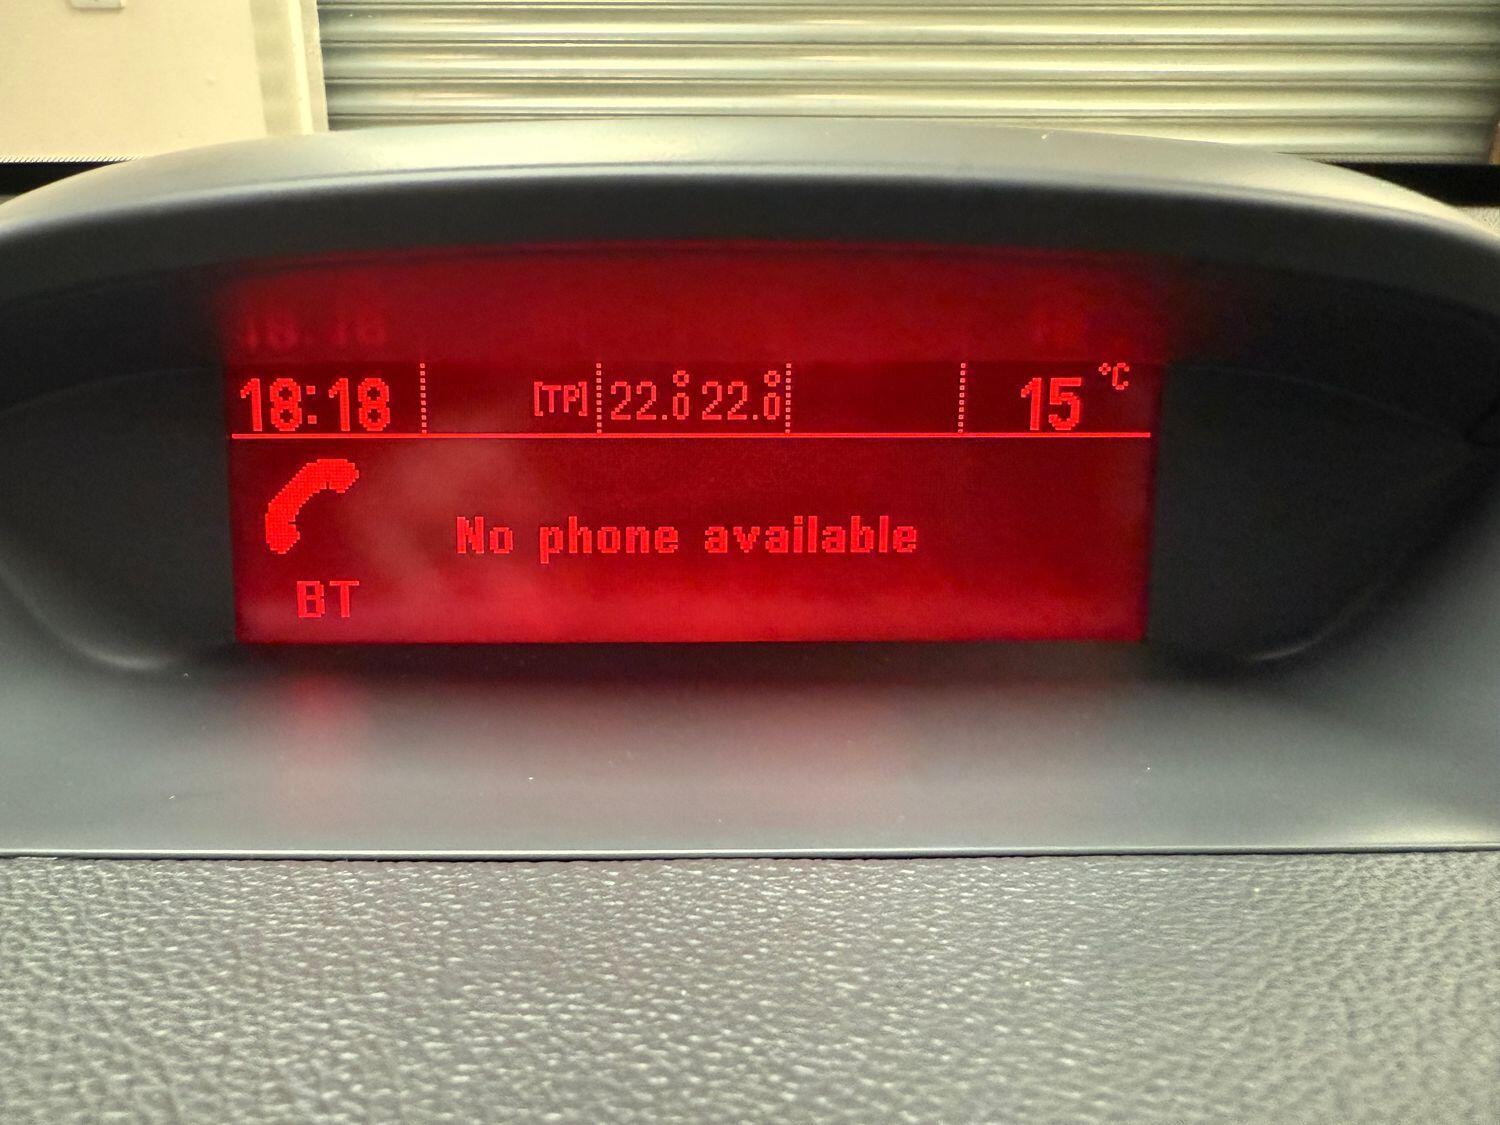 18:18 [TP] 22.0° 22.0° 15 °C
No phone available
BT